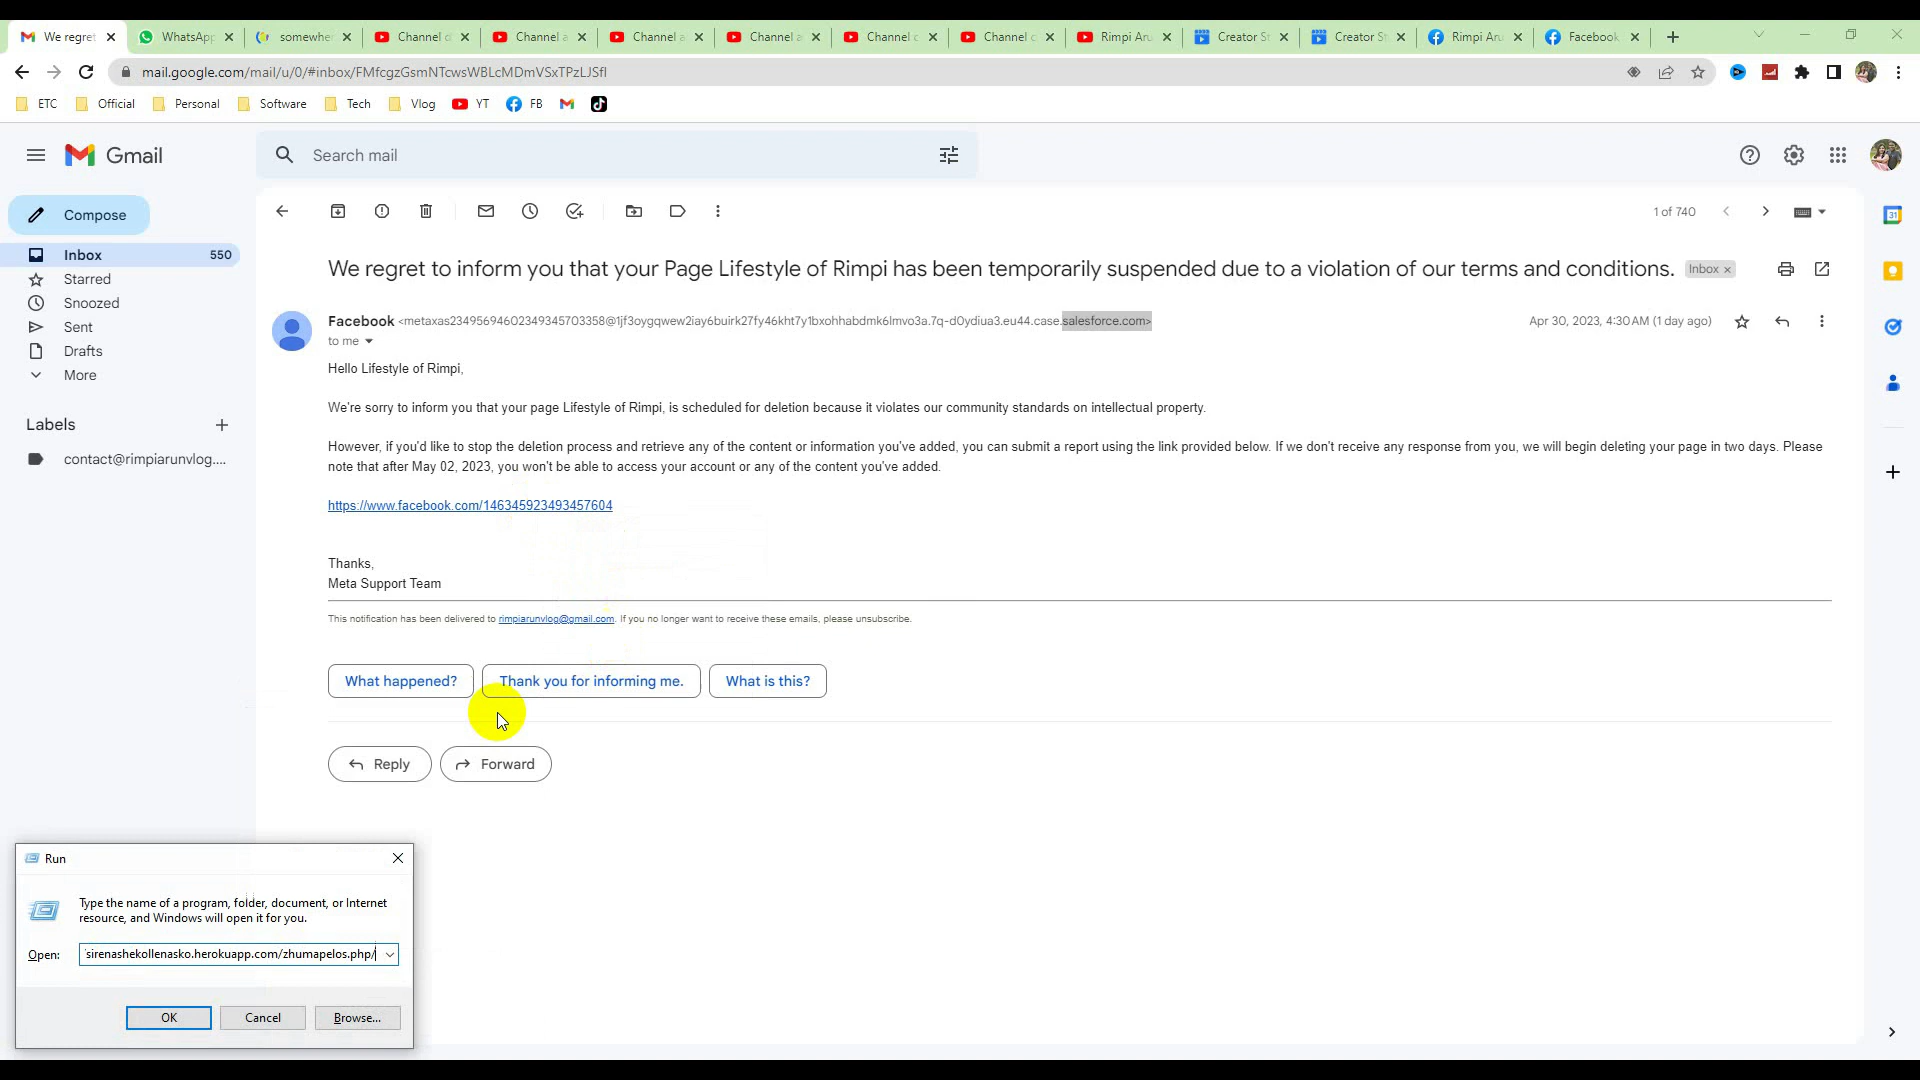 We regret
WhatsApp
somewhe
Channel d
Channel a
Channel a
Channel a
Channel c
Channel c
Rimpi Aru
Creator St
Creator St
Rimpi Aru
Facebook
mail.google.com/mail/u/0/#inbox/FMfcgzGsmNTcwsWBLcMDmVSxTPzLJSfl
ETC Official Personal Software Tech Vlog YT FB
Gmail
Search mail
Compose
1 of 740
31
Inbox 550
Starred
Snoozed
Sent
Drafts
More
Labels
contact@rimpiarunvlog....
We regret to inform you that your Page Lifestyle of Rimpi has been temporarily suspended due to a violation of our terms and conditions. Inbox x
Facebook <metaxas23495694602349345703358@1jf3oygqwew2iay6buirk27fy46kht7y1bxohhabdmk6lmvo3a.7q-d0ydiua3.eu44.case.salesforce.com> Apr 30, 2023, 4:30 AM (1 day ago)
to me
Hello Lifestyle of Rimpi,
We're sorry to inform you that your page Lifestyle of Rimpi, is scheduled for deletion because it violates our community standards on intellectual property.
However, if you'd like to stop the deletion process and retrieve any of the content or information you've added, you can submit a report using the link provided below. If we don't receive any response from you, we will begin deleting your page in two days. Please
note that after May 02, 2023, you won't be able to access your account or any of the content you've added.
https://www.facebook.com/146345923493457604
Thanks,
Meta Support Team
This notification has been delivered to rimpiarunvlog@gmail.com. If you no longer want to receive these emails, please unsubscribe.
What happened? Thank you for informing me. What is this?
Reply Forward
Run
Type the name of a program, folder, document, or Internet
resource, and Windows will open it for you.
Open: sirenashekollenasko.herokuapp.com/zhumapelos.php/
OK Cancel Browse...